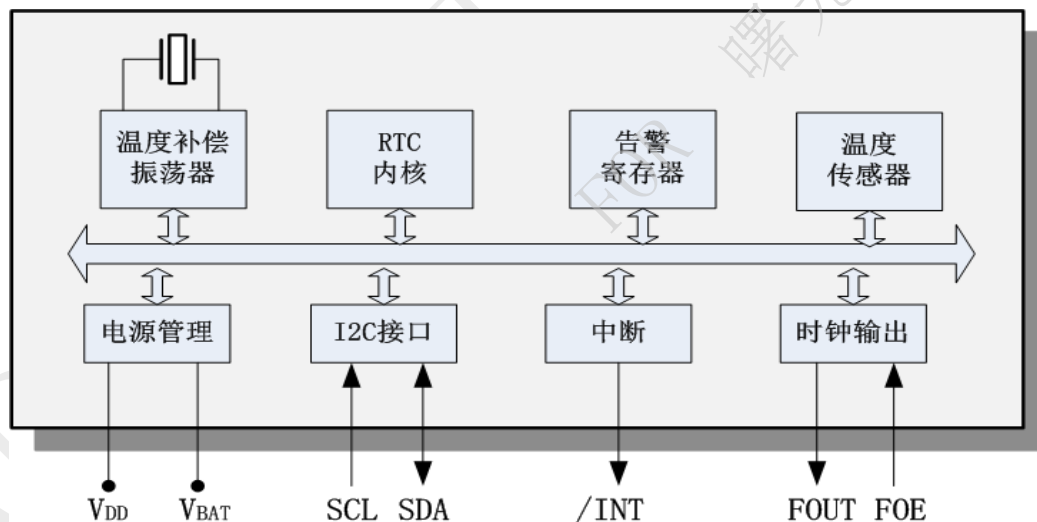 温度补偿
振荡器
RTC
内核
告警
寄存器
温度
传感器
电源管理
I2C接口
中断
时钟输出
VDD
VBAT
SCL
SDA
/INT
FOUT
FOE
FOR
曙